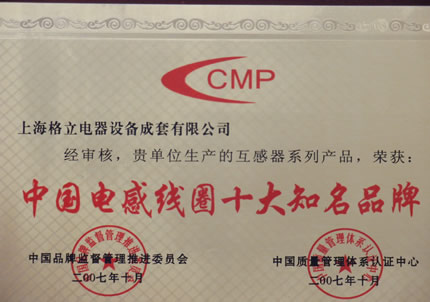 CMP
上海格立电器设备成套有限公司
经审核，贵单位生产的互感器系列产品，荣获：
中国电感线圈十大知名品牌
中国品牌监督管理推进委员会 中国质量管理体系认证中心
二00七年十月 二00七年十月